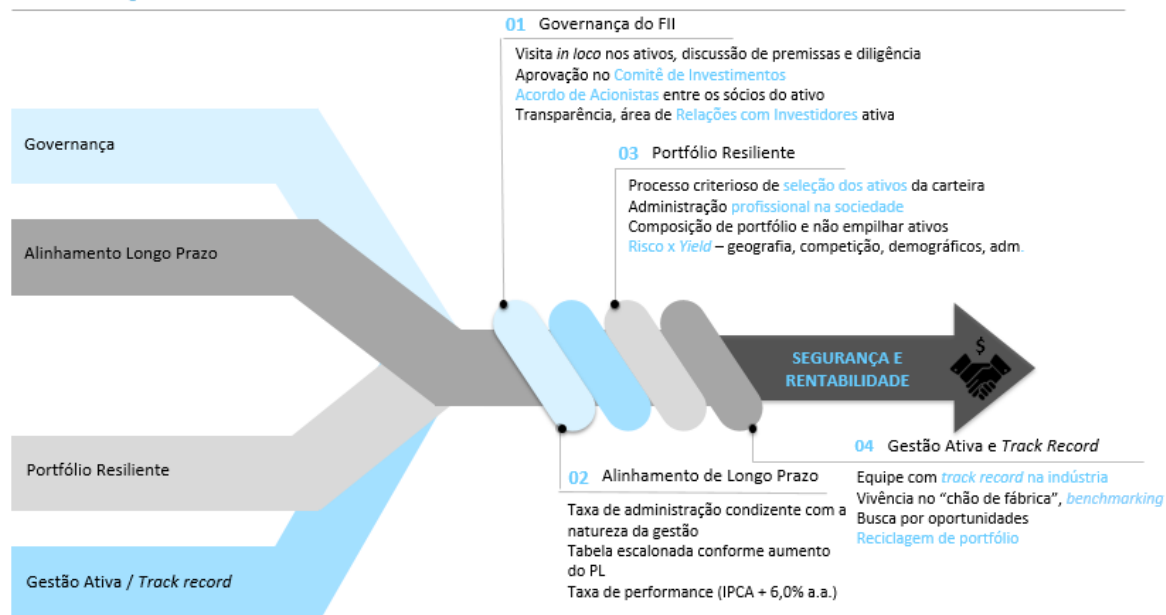 01 Governança do FII
Visita in loco nos ativos, discussão de premissas e diligência
Aprovação no Comitê de Investimentos
Acordo de Acionistas entre os sócios do ativo
Transparência, área de Relações com Investidores ativa
Governança
03 Portfólio Resiliente
Processo criterioso de seleção dos ativos da carteira
Administração profissional na sociedade
Composição de portfólio e não empilhar ativos
Risco x Yield – geografia, competição, demográficos, adm.
Alinhamento Longo Prazo
SEGURANÇA E
RENTABILIDADE
$
Portfólio Resiliente
02 Alinhamento de Longo Prazo
Taxa de administração condizente com a
natureza da gestão
Tabela escalonada conforme aumento
do PL
Taxa de performance (IPCA + 6,0% a.a.)
04 Gestão Ativa e Track Record
Equipe com track record na indústria
Vivência no “chão de fábrica”, benchmarking
Busca por oportunidades
Reciclagem de portfólio
Gestão Ativa / Track record